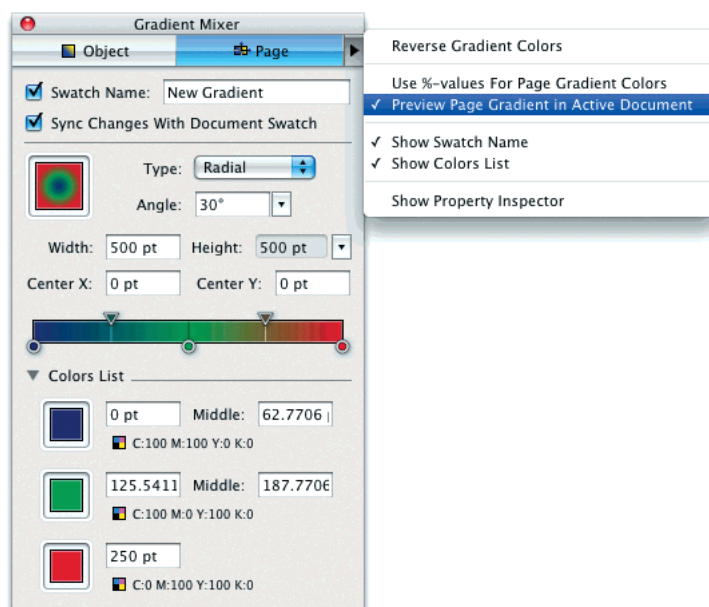 Gradient Mixer
Object
Page
Swatch Name: New Gradient
Sync Changes With Document Swatch
Type: Radial
Angle: 30°
Width: 500 pt Height: 500 pt
Center X: 0 pt Center Y: 0 pt
Colors List
0 pt Middle: 62.7706
C:100 M:100 Y:0 K:0
125.5411 Middle: 187.7706
C:100 M:0 Y:100 K:0
250 pt
C:0 M:100 Y:100 K:0
Reverse Gradient Colors
Use %-values For Page Gradient Colors
✓ Preview Page Gradient in Active Document
✓ Show Swatch Name
✓ Show Colors List
Show Property Inspector